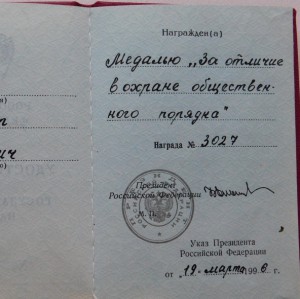 Награжден(а)
Медалью „За отличие
в охране обществен-
ного порядка"
Награда № 3027
Президент
Российской Федерации
М. П.
Указ Президента
Российской Федерации
от „19" марта 1996 г.